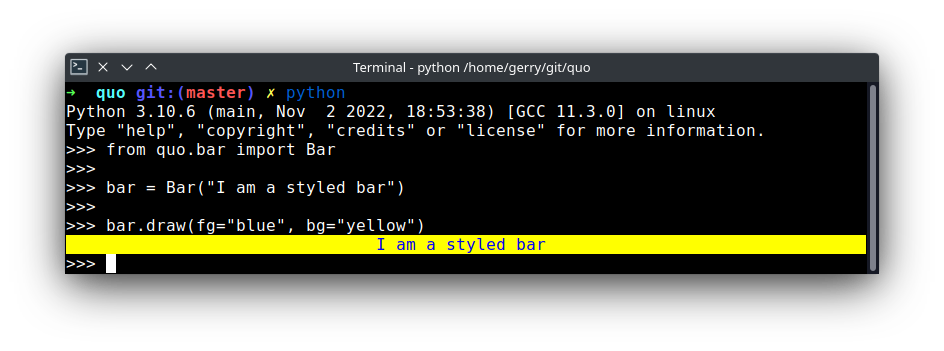 Terminal - python /home/gerry/git/quo
➜  quo git:(master) ✗ python
Python 3.10.6 (main, Nov  2 2022, 18:53:38) [GCC 11.3.0] on linux
Type "help", "copyright", "credits" or "license" for more information.
>>> from quo.bar import Bar
>>>
>>> bar = Bar("I am a styled bar")
>>>
>>> bar.draw(fg="blue", bg="yellow")
I am a styled bar
>>>